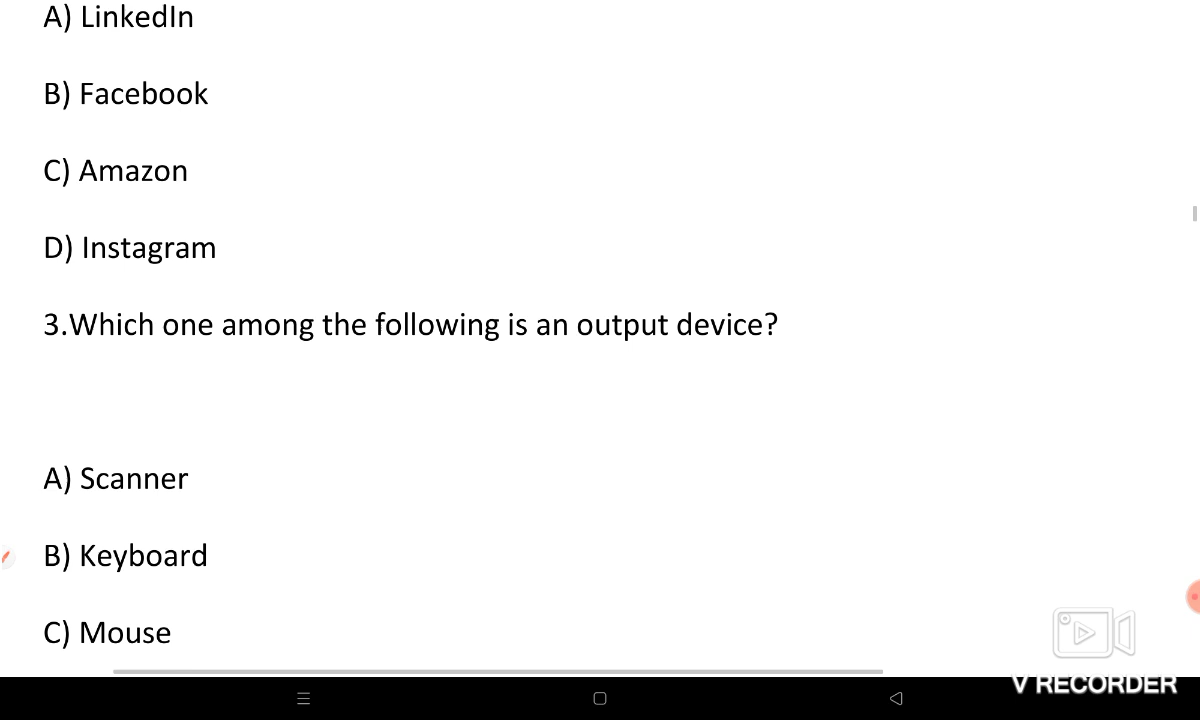 A) LinkedIn
B) Facebook
C) Amazon
D) Instagram
3.Which one among the following is an output device?
A) Scanner
B) Keyboard
C) Mouse
V RECORDER